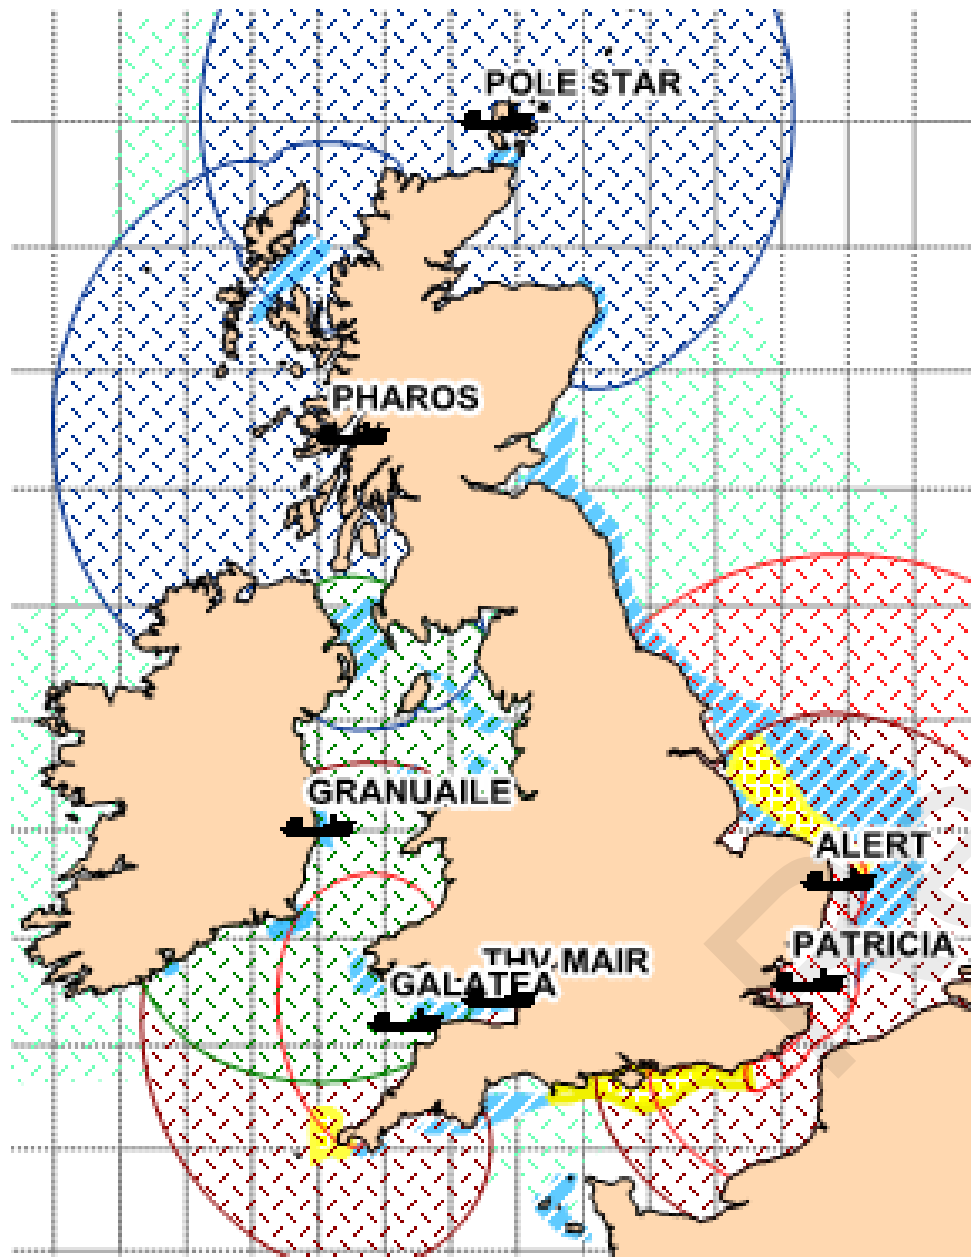 POLE STAR
PHAROS
GRANUAILE
ALERT
PATRICIA
THV MAIR
GALATEA